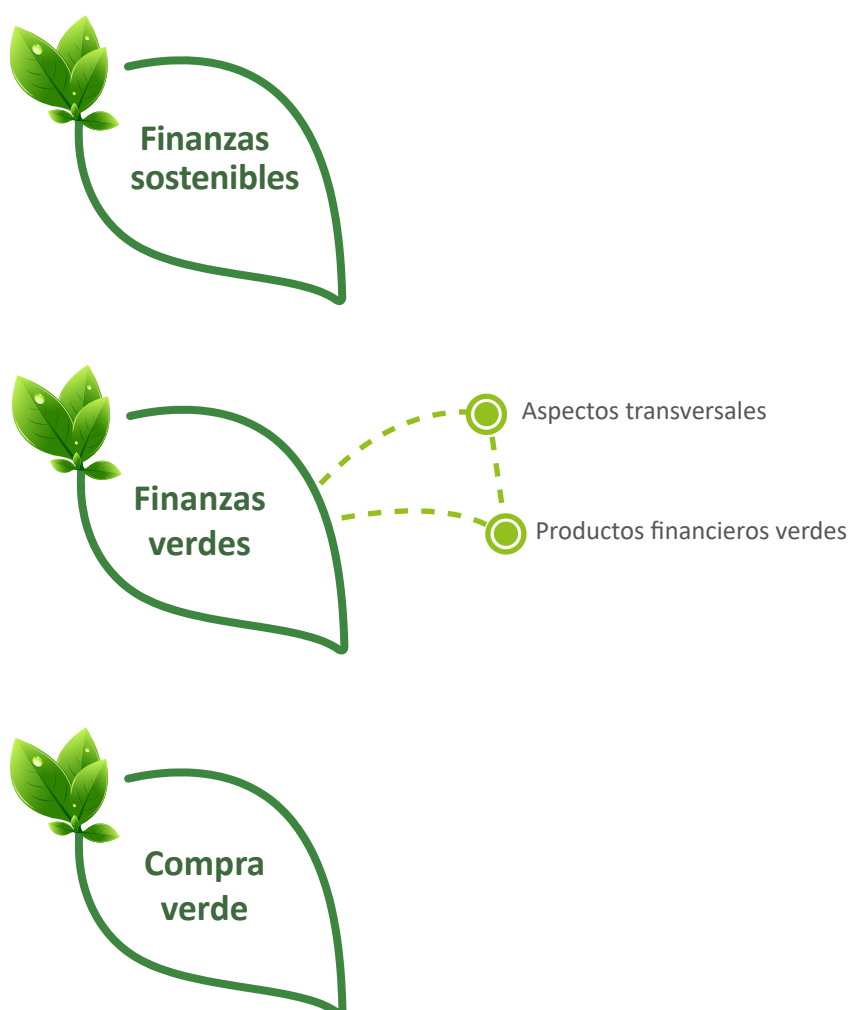 Finanzas
sostenibles
Aspectos transversales
Finanzas
verdes
Productos financieros verdes
Compra
verde